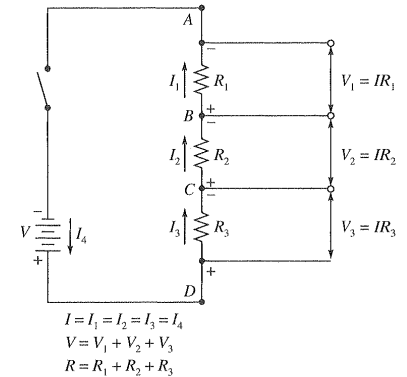 A
−
I₁ R₁ V₁ = IR₁
+
B
−
I₂ R₂ V₂ = IR₂
+
C
−
I₃ R₃ V₃ = IR₃
−
V I₄
+
+
D
I = I₁ = I₂ = I₃ = I₄
V = V₁ + V₂ + V₃
R = R₁ + R₂ + R₃